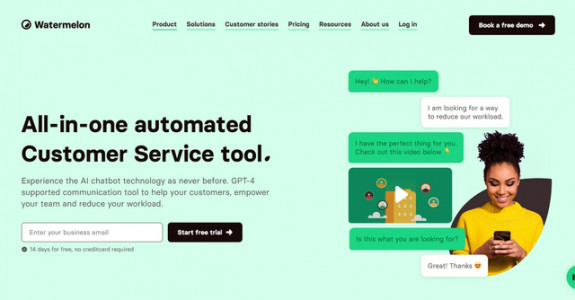 Watermelon
Product Solutions Customer stories Pricing Resources About us Log in
Book a free demo →
All-in-one automated
Customer Service tool.
Experience the AI chatbot technology as never before. GPT-4
supported communication tool to help your customers, empower
your team and reduce your workload.
Enter your business email
Start free trial →
14 days for free, no creditcard required
Hey! 👋 How can I help?
I am looking for a way
to reduce our workload.
I have the perfect thing for you.
Check out this video below 👇
Is this what you are looking for?
Great! Thanks 😍